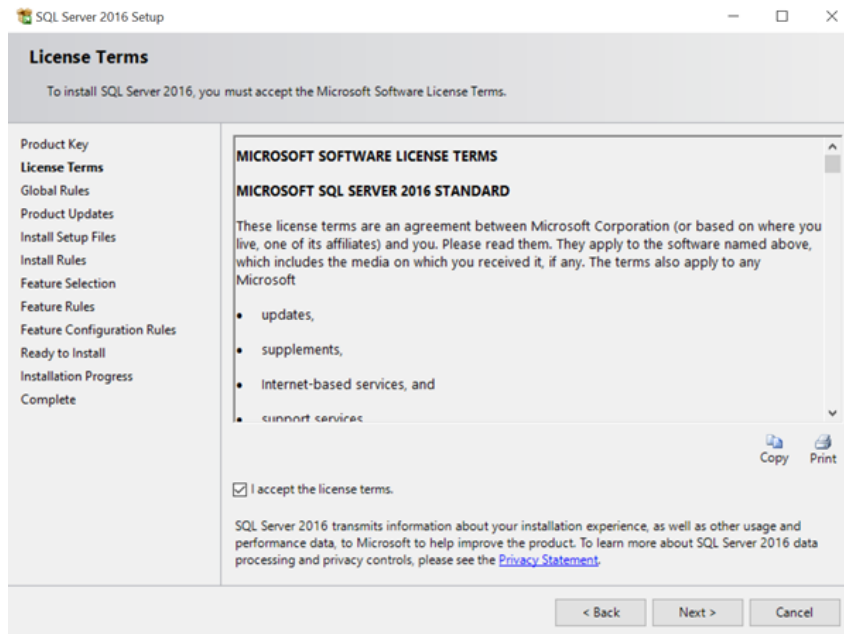 SQL Server 2016 Setup
License Terms
To install SQL Server 2016, you must accept the Microsoft Software License Terms.
Product Key
License Terms
Global Rules
Product Updates
Install Setup Files
Install Rules
Feature Selection
Feature Rules
Feature Configuration Rules
Ready to Install
Installation Progress
Complete
MICROSOFT SOFTWARE LICENSE TERMS
MICROSOFT SQL SERVER 2016 STANDARD
These license terms are an agreement between Microsoft Corporation (or based on where you
live, one of its affiliates) and you. Please read them. They apply to the software named above,
which includes the media on which you received it, if any. The terms also apply to any
Microsoft
• updates,
• supplements,
• Internet-based services, and
• support services
Copy
Print
I accept the license terms.
SQL Server 2016 transmits information about your installation experience, as well as other usage and
performance data, to Microsoft to help improve the product. To learn more about SQL Server 2016 data
processing and privacy controls, please see the Privacy Statement.
< Back
Next >
Cancel